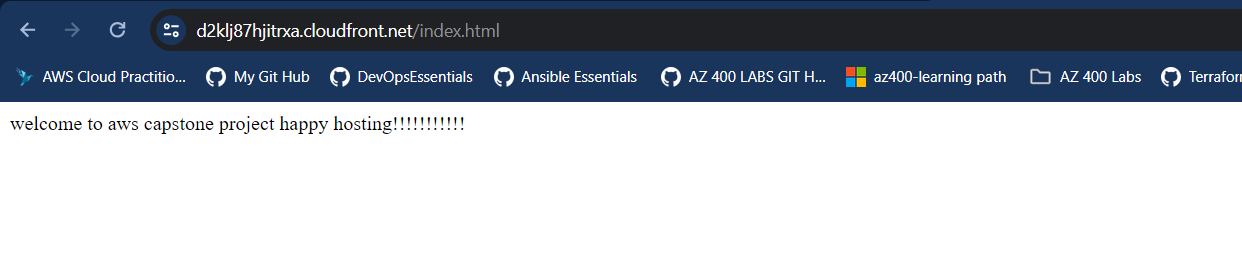 d2klj87hjitrxa.cloudfront.net/index.html
AWS Cloud Practitio... My Git Hub DevOpsEssentials Ansible Essentials AZ 400 LABS GIT H... az400-learning path AZ 400 Labs Terrafor
welcome to aws capstone project happy hosting!!!!!!!!!!!